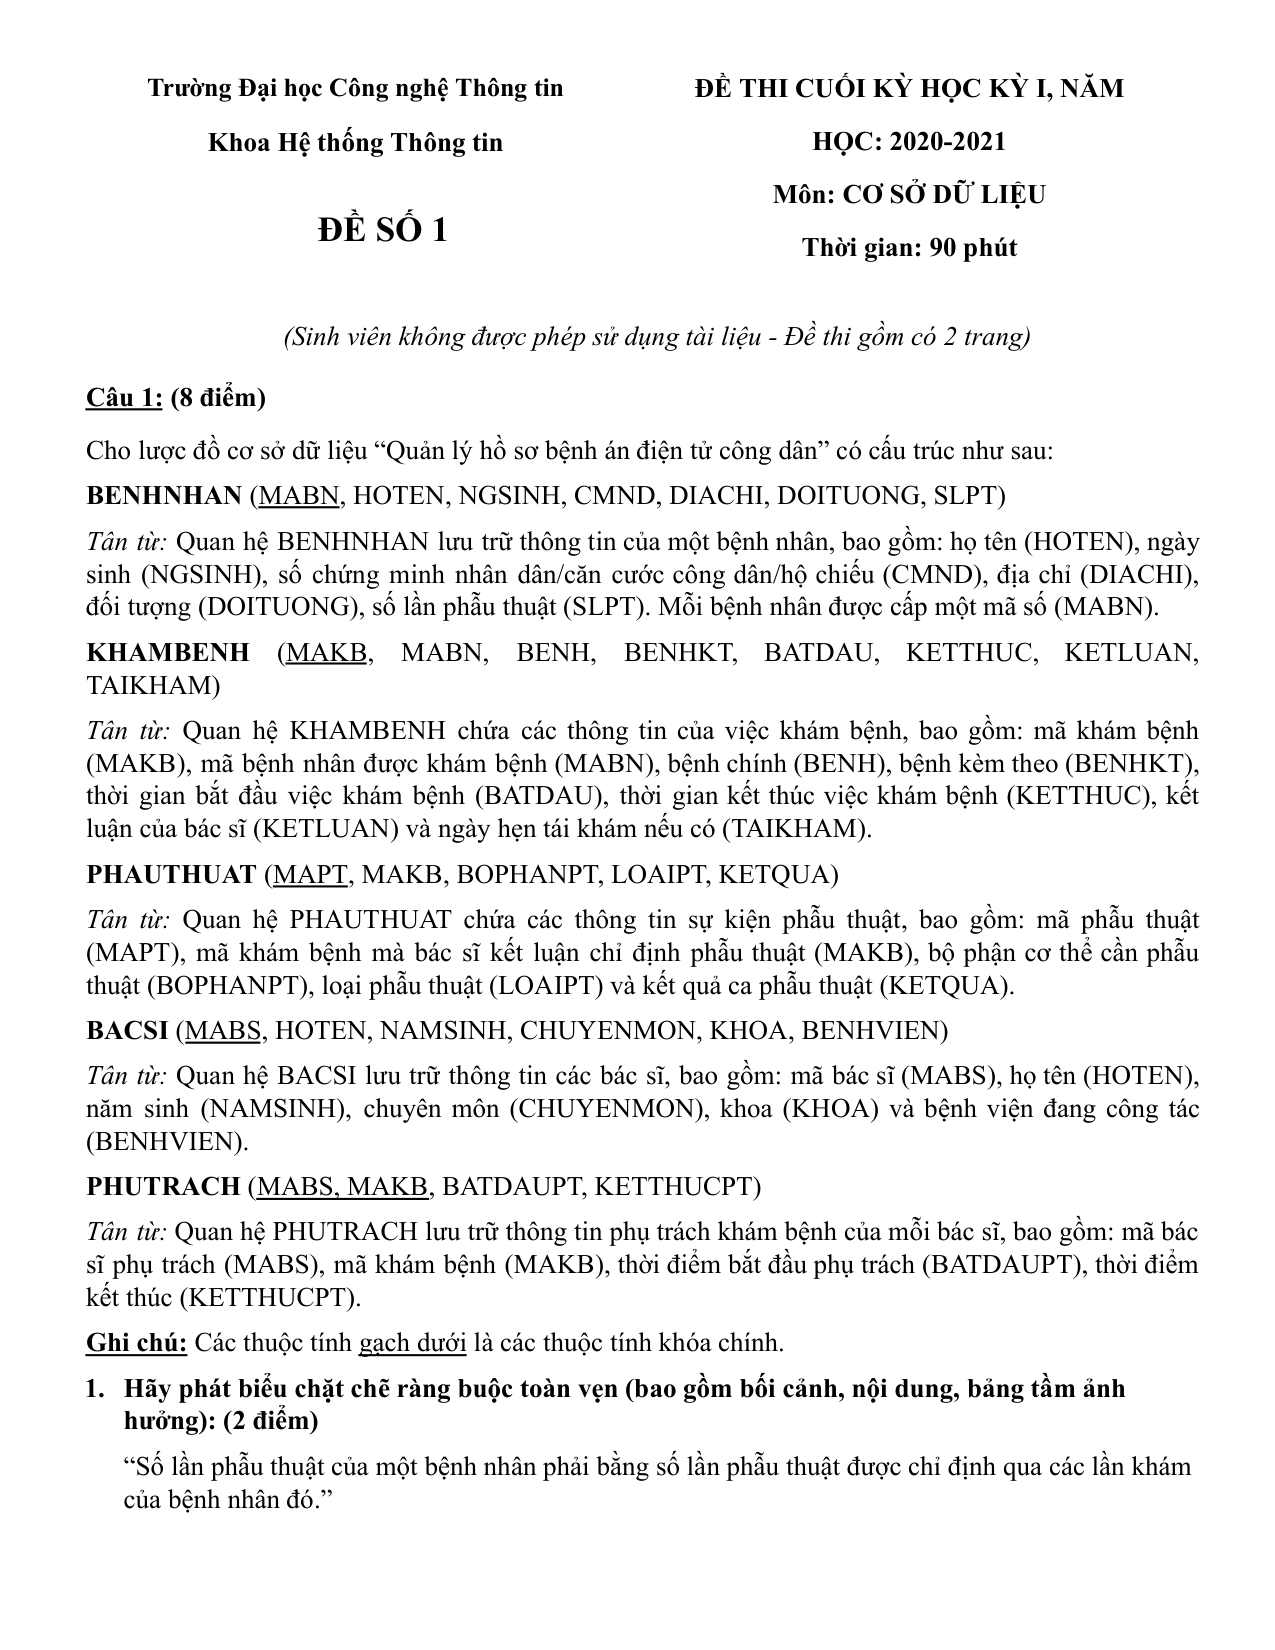 Trường Đại học Công nghệ Thông tin
Khoa Hệ thống Thông tin
ĐỀ SỐ 1
ĐỀ THI CUỐI KỲ HỌC KỲ I, NĂM
HỌC: 2020-2021
Môn: CƠ SỞ DỮ LIỆU
Thời gian: 90 phút
(Sinh viên không được phép sử dụng tài liệu - Đề thi gồm có 2 trang)
Câu 1: (8 điểm)
Cho lược đồ cơ sở dữ liệu “Quản lý hồ sơ bệnh án điện tử công dân” có cấu trúc như sau:
BENHNHAN (MABN, HOTEN, NGSINH, CMND, DIACHI, DOITUONG, SLPT)
Tân từ: Quan hệ BENHNHAN lưu trữ thông tin của một bệnh nhân, bao gồm: họ tên (HOTEN), ngày
sinh (NGSINH), số chứng minh nhân dân/căn cước công dân/hộ chiếu (CMND), địa chỉ (DIACHI),
đối tượng (DOITUONG), số lần phẫu thuật (SLPT). Mỗi bệnh nhân được cấp một mã số (MABN).
KHAMBENH (MAKB, MABN, BENH, BENHKT, BATDAU, KETTHUC, KETLUAN,
TAIKHAM)
Tân từ: Quan hệ KHAMBENH chứa các thông tin của việc khám bệnh, bao gồm: mã khám bệnh
(MAKB), mã bệnh nhân được khám bệnh (MABN), bệnh chính (BENH), bệnh kèm theo (BENHKT),
thời gian bắt đầu việc khám bệnh (BATDAU), thời gian kết thúc việc khám bệnh (KETTHUC), kết
luận của bác sĩ (KETLUAN) và ngày hẹn tái khám nếu có (TAIKHAM).
PHAUTHUAT (MAPT, MAKB, BOPHANPT, LOAIPT, KETQUA)
Tân từ: Quan hệ PHAUTHUAT chứa các thông tin sự kiện phẫu thuật, bao gồm: mã phẫu thuật
(MAPT), mã khám bệnh mà bác sĩ kết luận chỉ định phẫu thuật (MAKB), bộ phận cơ thể cần phẫu
thuật (BOPHANPT), loại phẫu thuật (LOAIPT) và kết quả ca phẫu thuật (KETQUA).
BACSI (MABS, HOTEN, NAMSINH, CHUYENMON, KHOA, BENHVIEN)
Tân từ: Quan hệ BACSI lưu trữ thông tin các bác sĩ, bao gồm: mã bác sĩ (MABS), họ tên (HOTEN),
năm sinh (NAMSINH), chuyên môn (CHUYENMON), khoa (KHOA) và bệnh viện đang công tác
(BENHVIEN).
PHUTRACH (MABS, MAKB, BATDAUPT, KETTHUCPT)
Tân từ: Quan hệ PHUTRACH lưu trữ thông tin phụ trách khám bệnh của mỗi bác sĩ, bao gồm: mã bác
sĩ phụ trách (MABS), mã khám bệnh (MAKB), thời điểm bắt đầu phụ trách (BATDAUPT), thời điểm
kết thúc (KETTHUCPT).
Ghi chú: Các thuộc tính gạch dưới là các thuộc tính khóa chính.
1. Hãy phát biểu chặt chẽ ràng buộc toàn vẹn (bao gồm bối cảnh, nội dung, bảng tầm ảnh
hưởng): (2 điểm)
“Số lần phẫu thuật của một bệnh nhân phải bằng số lần phẫu thuật được chỉ định qua các lần khám
của bệnh nhân đó.”